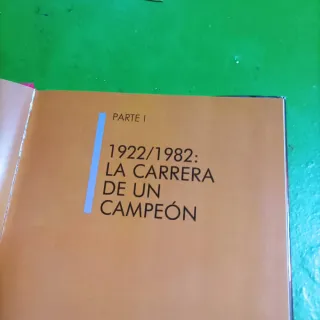 PARTE I
1922/1982:
LA CARRERA
DE UN
CAMPEÓN